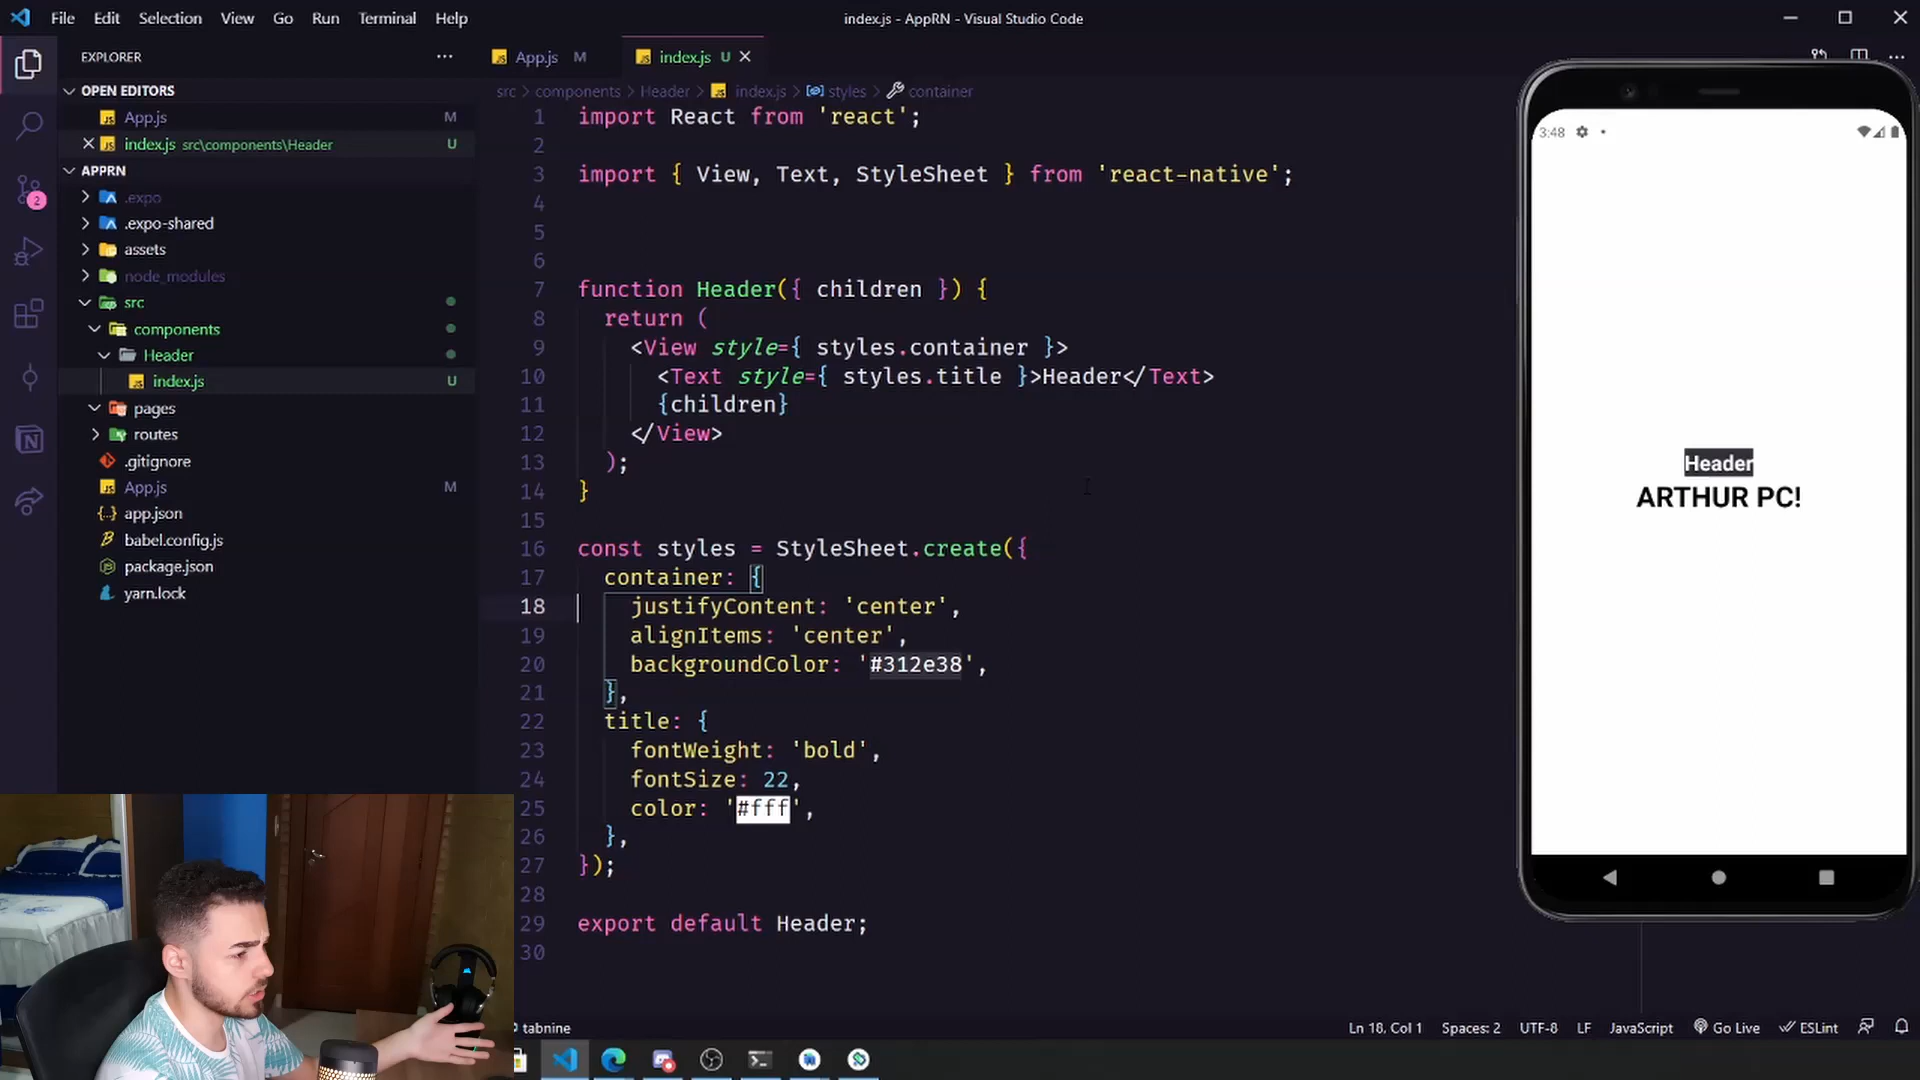 File Edit Selection View Go Run Terminal Help
index.js - AppRN - Visual Studio Code
EXPLORER
OPEN EDITORS
App.js M
index.js src\components\Header U
APPRN
.expo
.expo-shared
assets
node_modules
src
components
Header
index.js U
pages
routes
.gitignore
App.js M
app.json
babel.config.js
package.json
yarn.lock
2
App.js M
index.js U
src > components > Header > index.js > styles > container
1 import React from 'react';
2
3 import { View, Text, StyleSheet } from 'react-native';
4
5
6
7 function Header({ children }) {
8 return (
9 <View style={ styles.container }>
10 <Text style={ styles.title }>Header</Text>
11 {children}
12 </View>
13 );
14 }
15
16 const styles = StyleSheet.create({
17 container: {
18 justifyContent: 'center',
19 alignItems: 'center',
20 backgroundColor: '#312e38',
21 },
22 title: {
23 fontWeight: 'bold',
24 fontSize: 22,
25 color: '#fff',
26 },
27 });
28
29 export default Header;
30
3:48
Header
ARTHUR PC!
tabnine
Ln 18, Col 1 Spaces: 2 UTF-8 LF JavaScript Go Live ESLint